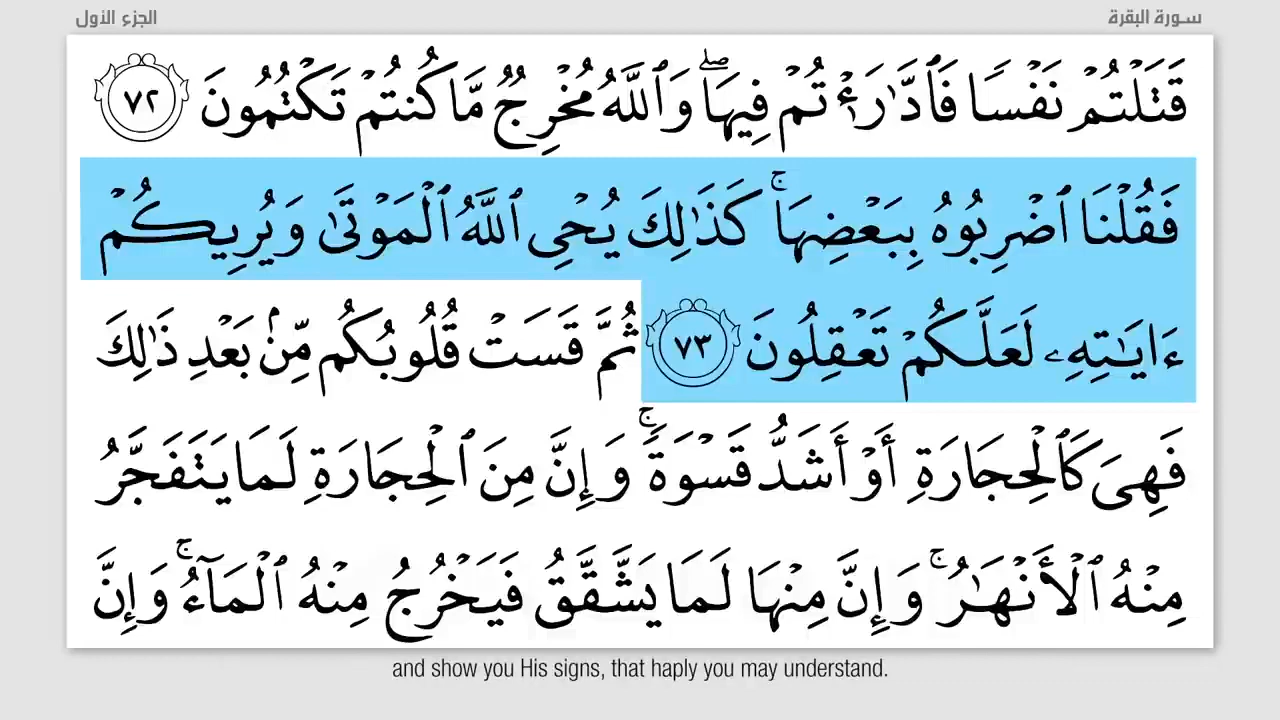 سورة البقرة
الجزء الأول
قَتَلْتُمْ نَفْسًا فَٱدَّٰرَْٰٔتُمْ فِيهَا ۖ وَٱللَّهُ مُخْرِجٌ مَّا كُنتُمْ تَكْتُمُونَ ٧٢
فَقُلْنَا ٱضْرِبُوهُ بِبَعْضِهَا ۚ كَذَٰلِكَ يُحْىِ ٱللَّهُ ٱلْمَوْتَىٰ وَيُرِيكُمْ
ءَايَٰتِهِۦ لَعَلَّكُمْ تَعْقِلُونَ ٧٣ ثُمَّ قَسَتْ قُلُوبُكُم مِّنۢ بَعْدِ ذَٰلِكَ
فَهِىَ كَٱلْحِجَارَةِ أَوْ أَشَدُّ قَسْوَةً ۚ وَإِنَّ مِنَ ٱلْحِجَارَةِ لَمَا يَتَفَجَّرُ
مِنْهُ ٱلْأَنْهَٰرُ ۚ وَإِنَّ مِنْهَا لَمَا يَشَّقَّقُ فَيَخْرُجُ مِنْهُ ٱلْمَآءُ ۚ وَإِنَّ
and show you His signs, that haply you may understand.